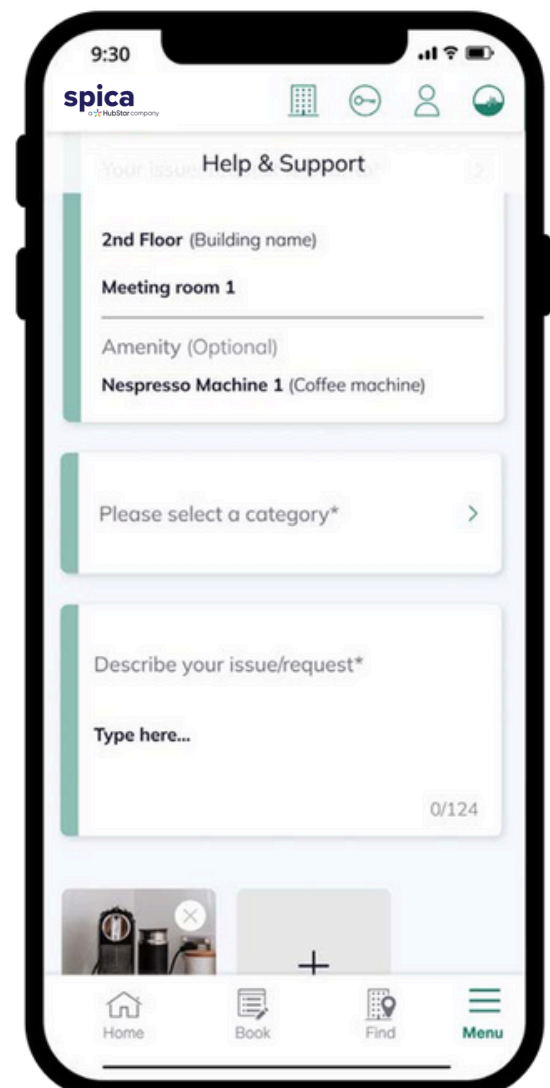 9:30
spica
a HubStar company
Help & Support
2nd Floor (Building name)
Meeting room 1
Amenity (Optional)
Nespresso Machine 1 (Coffee machine)
Please select a category*
Describe your issue/request*
Type here...
0/124
Home
Book
Find
Menu